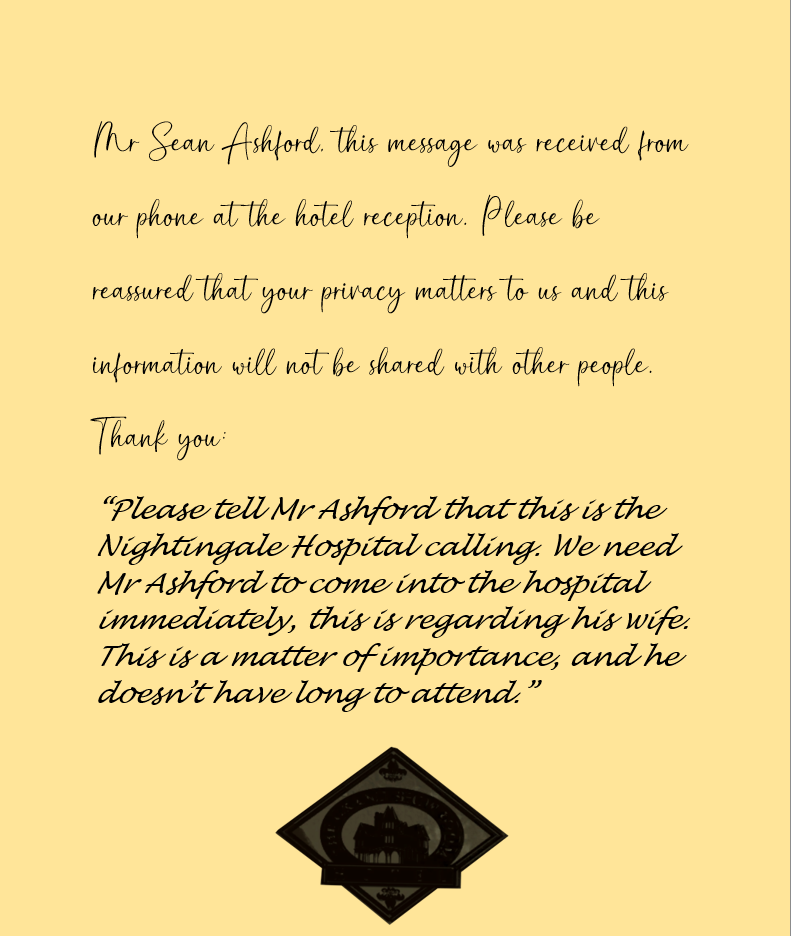 Mr Sean Ashford. this message was received from
our phone at the hotel reception. Please be
reassured that your privacy matters to us and this
information will not be shared with other people.
Thank you:
“Please tell Mr Ashford that this is the
Nightingale Hospital calling. We need
Mr Ashford to come into the hospital
immediately, this is regarding his wife.
This is a matter of importance, and he
doesn’t have long to attend.”